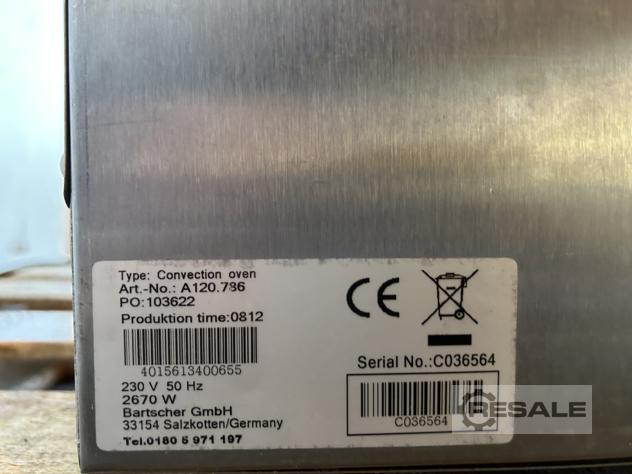 Type: Convection oven
Art.-No.: A120.786
PO:103622
Produktion time:0812
4015613400655
230 V 50 Hz
2670 W
Bartscher GmbH
33154 Salzkotten/Germany
Tel.0180 5 971 197
CE
Serial No.:C036564
C036564
RESALE